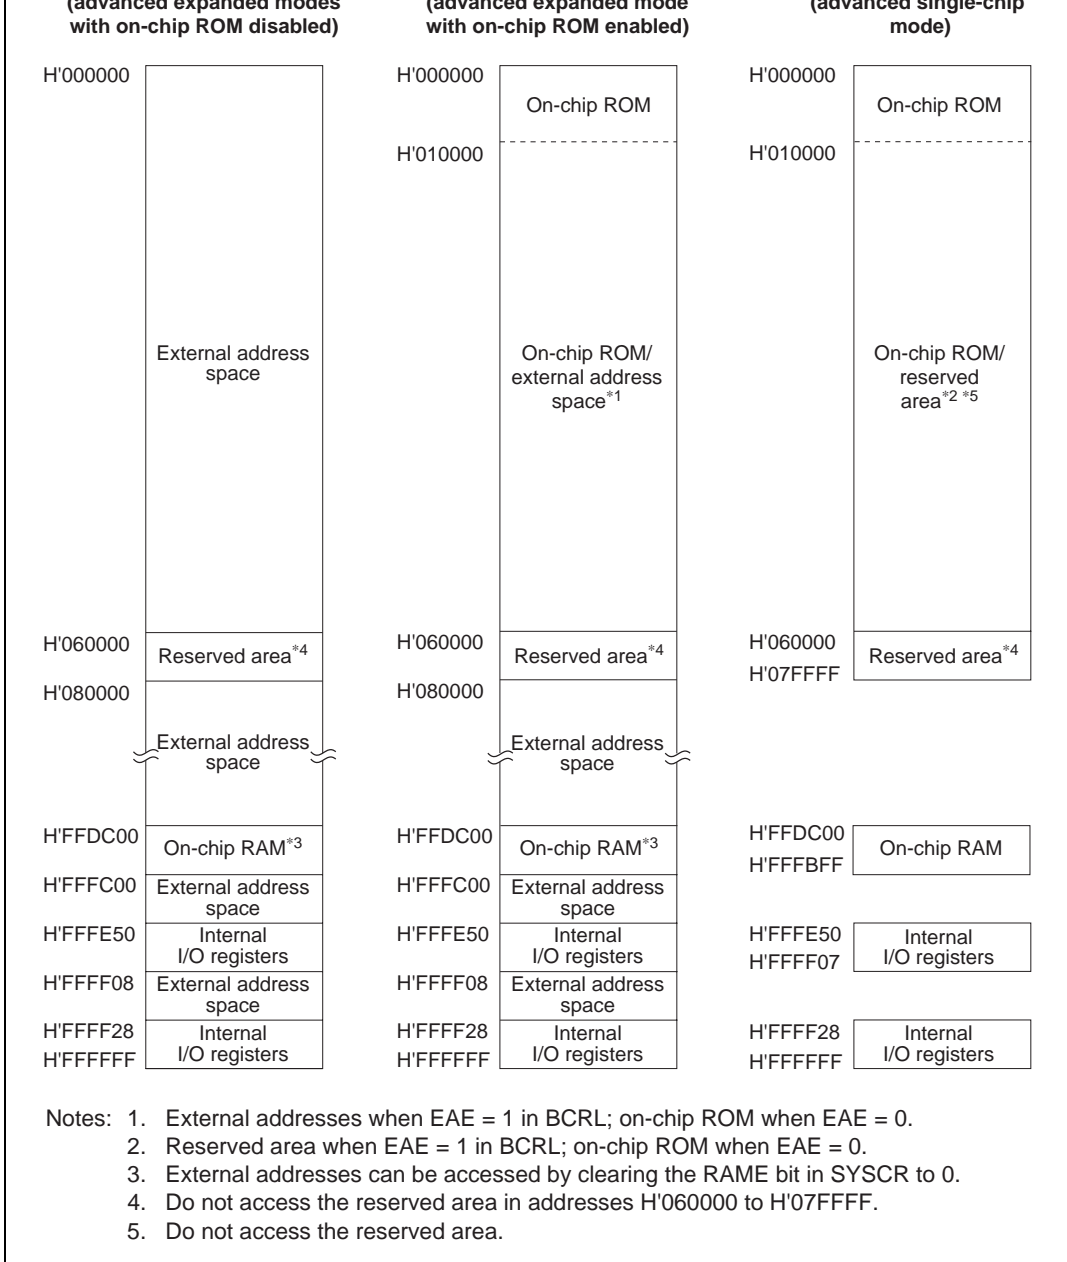 (advanced expanded modes
with on-chip ROM disabled)
H'000000
External address
space
H'060000
Reserved area*4
H'080000
External address
space
H'FFDC00
On-chip RAM*3
H'FFFC00
External address
space
H'FFFE50
Internal
I/O registers
H'FFFF08
External address
space
H'FFFF28
Internal
I/O registers
H'FFFFFF
(advanced expanded mode
with on-chip ROM enabled)
H'000000
On-chip ROM
H'010000
On-chip ROM/
external address
space*1
H'060000
Reserved area*4
H'080000
External address
space
H'FFDC00
On-chip RAM*3
H'FFFC00
External address
space
H'FFFE50
Internal
I/O registers
H'FFFF08
External address
space
H'FFFF28
Internal
I/O registers
H'FFFFFF
(advanced single-chip
mode)
H'000000
On-chip ROM
H'010000
On-chip ROM/
reserved
area*2 *5
H'060000
Reserved area*4
H'07FFFF
H'FFDC00
On-chip RAM
H'FFFBFF
H'FFFE50
Internal
I/O registers
H'FFFF07
H'FFFF28
Internal
I/O registers
H'FFFFFF
Notes: 1. External addresses when EAE = 1 in BCRL; on-chip ROM when EAE = 0.
2. Reserved area when EAE = 1 in BCRL; on-chip ROM when EAE = 0.
3. External addresses can be accessed by clearing the RAME bit in SYSCR to 0.
4. Do not access the reserved area in addresses H'060000 to H'07FFFF.
5. Do not access the reserved area.